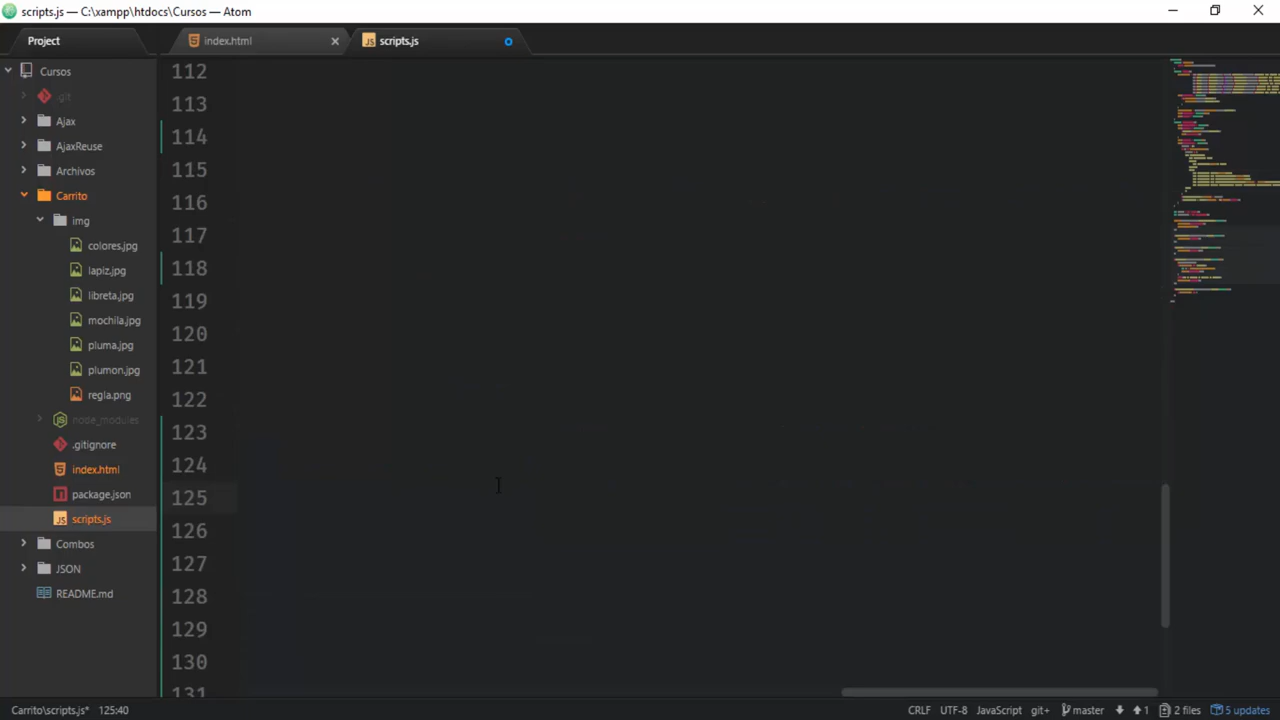 scripts.js — C:\xampp\htdocs\Cursos — Atom
Project
index.html
scripts.js
Cursos
.git
Ajax
AjaxReuse
Archivos
Carrito
img
colores.jpg
lapiz.jpg
libreta.jpg
mochila.jpg
pluma.jpg
plumon.jpg
regla.png
node_modules
.gitignore
index.html
package.json
scripts.js
Combos
JSON
README.md
112
113
114
115
116
117
118
119
120
121
122
123
124
125
126
127
128
129
130
131
Carrito\scripts.js* 125:40
CRLF UTF-8 JavaScript git+ master 1 2 files 5 updates